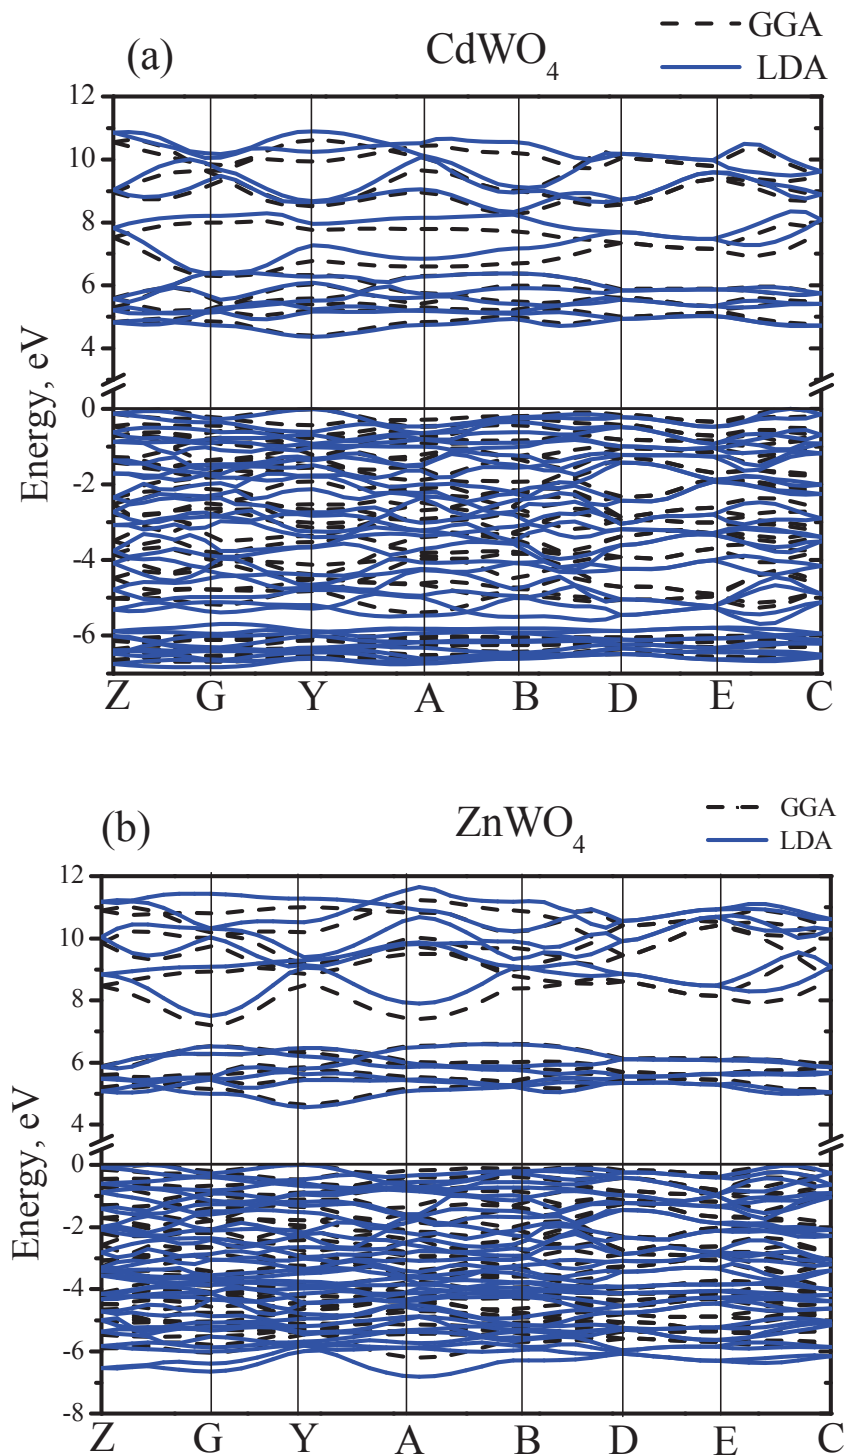 (a) CdWO₄ GGA
LDA
12
10
8
6
4
0
-2
-4
-6
Energy, eV
Z G Y A B D E C
(b) ZnWO₄ GGA
LDA
12
10
8
6
4
0
-2
-4
-6
-8
Energy, eV
Z G Y A B D E C